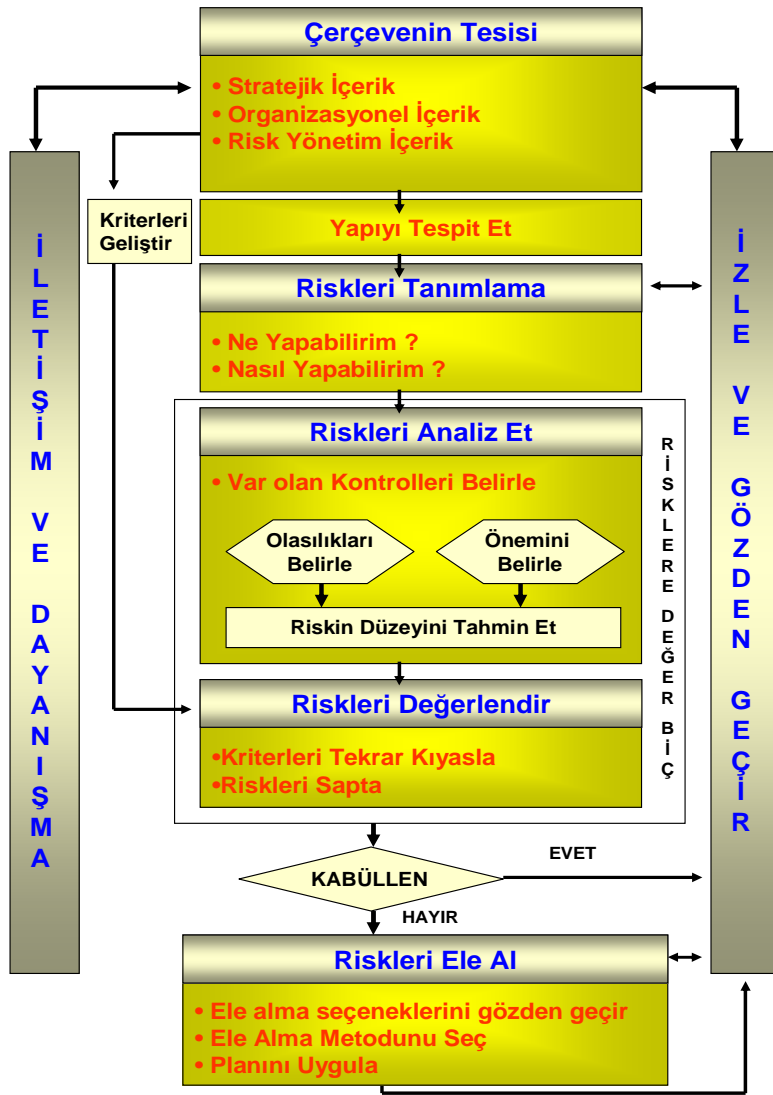 Çerçevenin Tesisi
• Stratejik İçerik
• Organizasyonel İçerik
• Risk Yönetim İçerik
Kriterleri
Geliştir
Yapıyı Tespit Et
Riskleri Tanımlama
• Ne Yapabilirim ?
• Nasıl Yapabilirim ?
Riskleri Analiz Et
• Var olan Kontrolleri Belirle
Olasılıkları
Belirle
Önemini
Belirle
Riskin Düzeyini Tahmin Et
Riskleri Değerlendir
•Kriterleri Tekrar Kıyasla
•Riskleri Sapta
RİSKLERE DEĞER BİÇ
KABÜLLEN
EVET
HAYIR
Riskleri Ele Al
• Ele alma seçeneklerini gözden geçir
• Ele Alma Metodunu Seç
• Planını Uygula
İLETİŞİM VE DAYANIŞMA
İZLE VE GÖZDEN GEÇİR